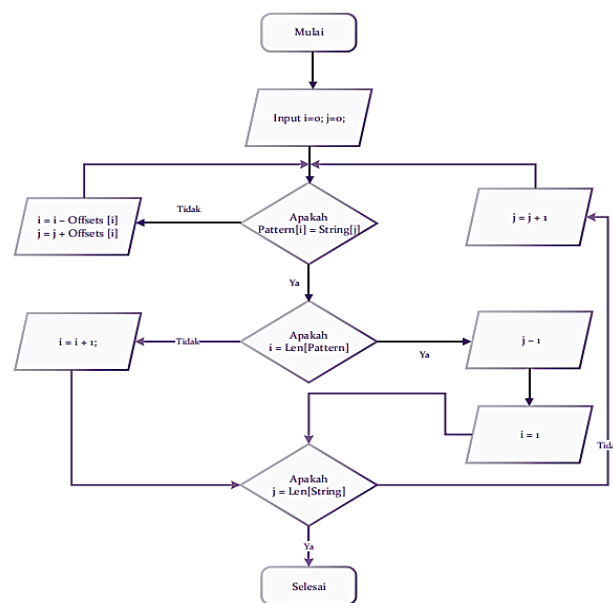 Mulai
Input i=0; j=0;
Tidak
i = i – Offsets [i]
j = j + Offsets [i]
Apakah
Pattern[i] = String[j]
j = j + 1
Ya
i = i + 1;
Tidak
Apakah
i = Len[Pattern]
Ya
j – 1
i = 1
Apakah
j = Len[String]
Tida
Ya
Selesai